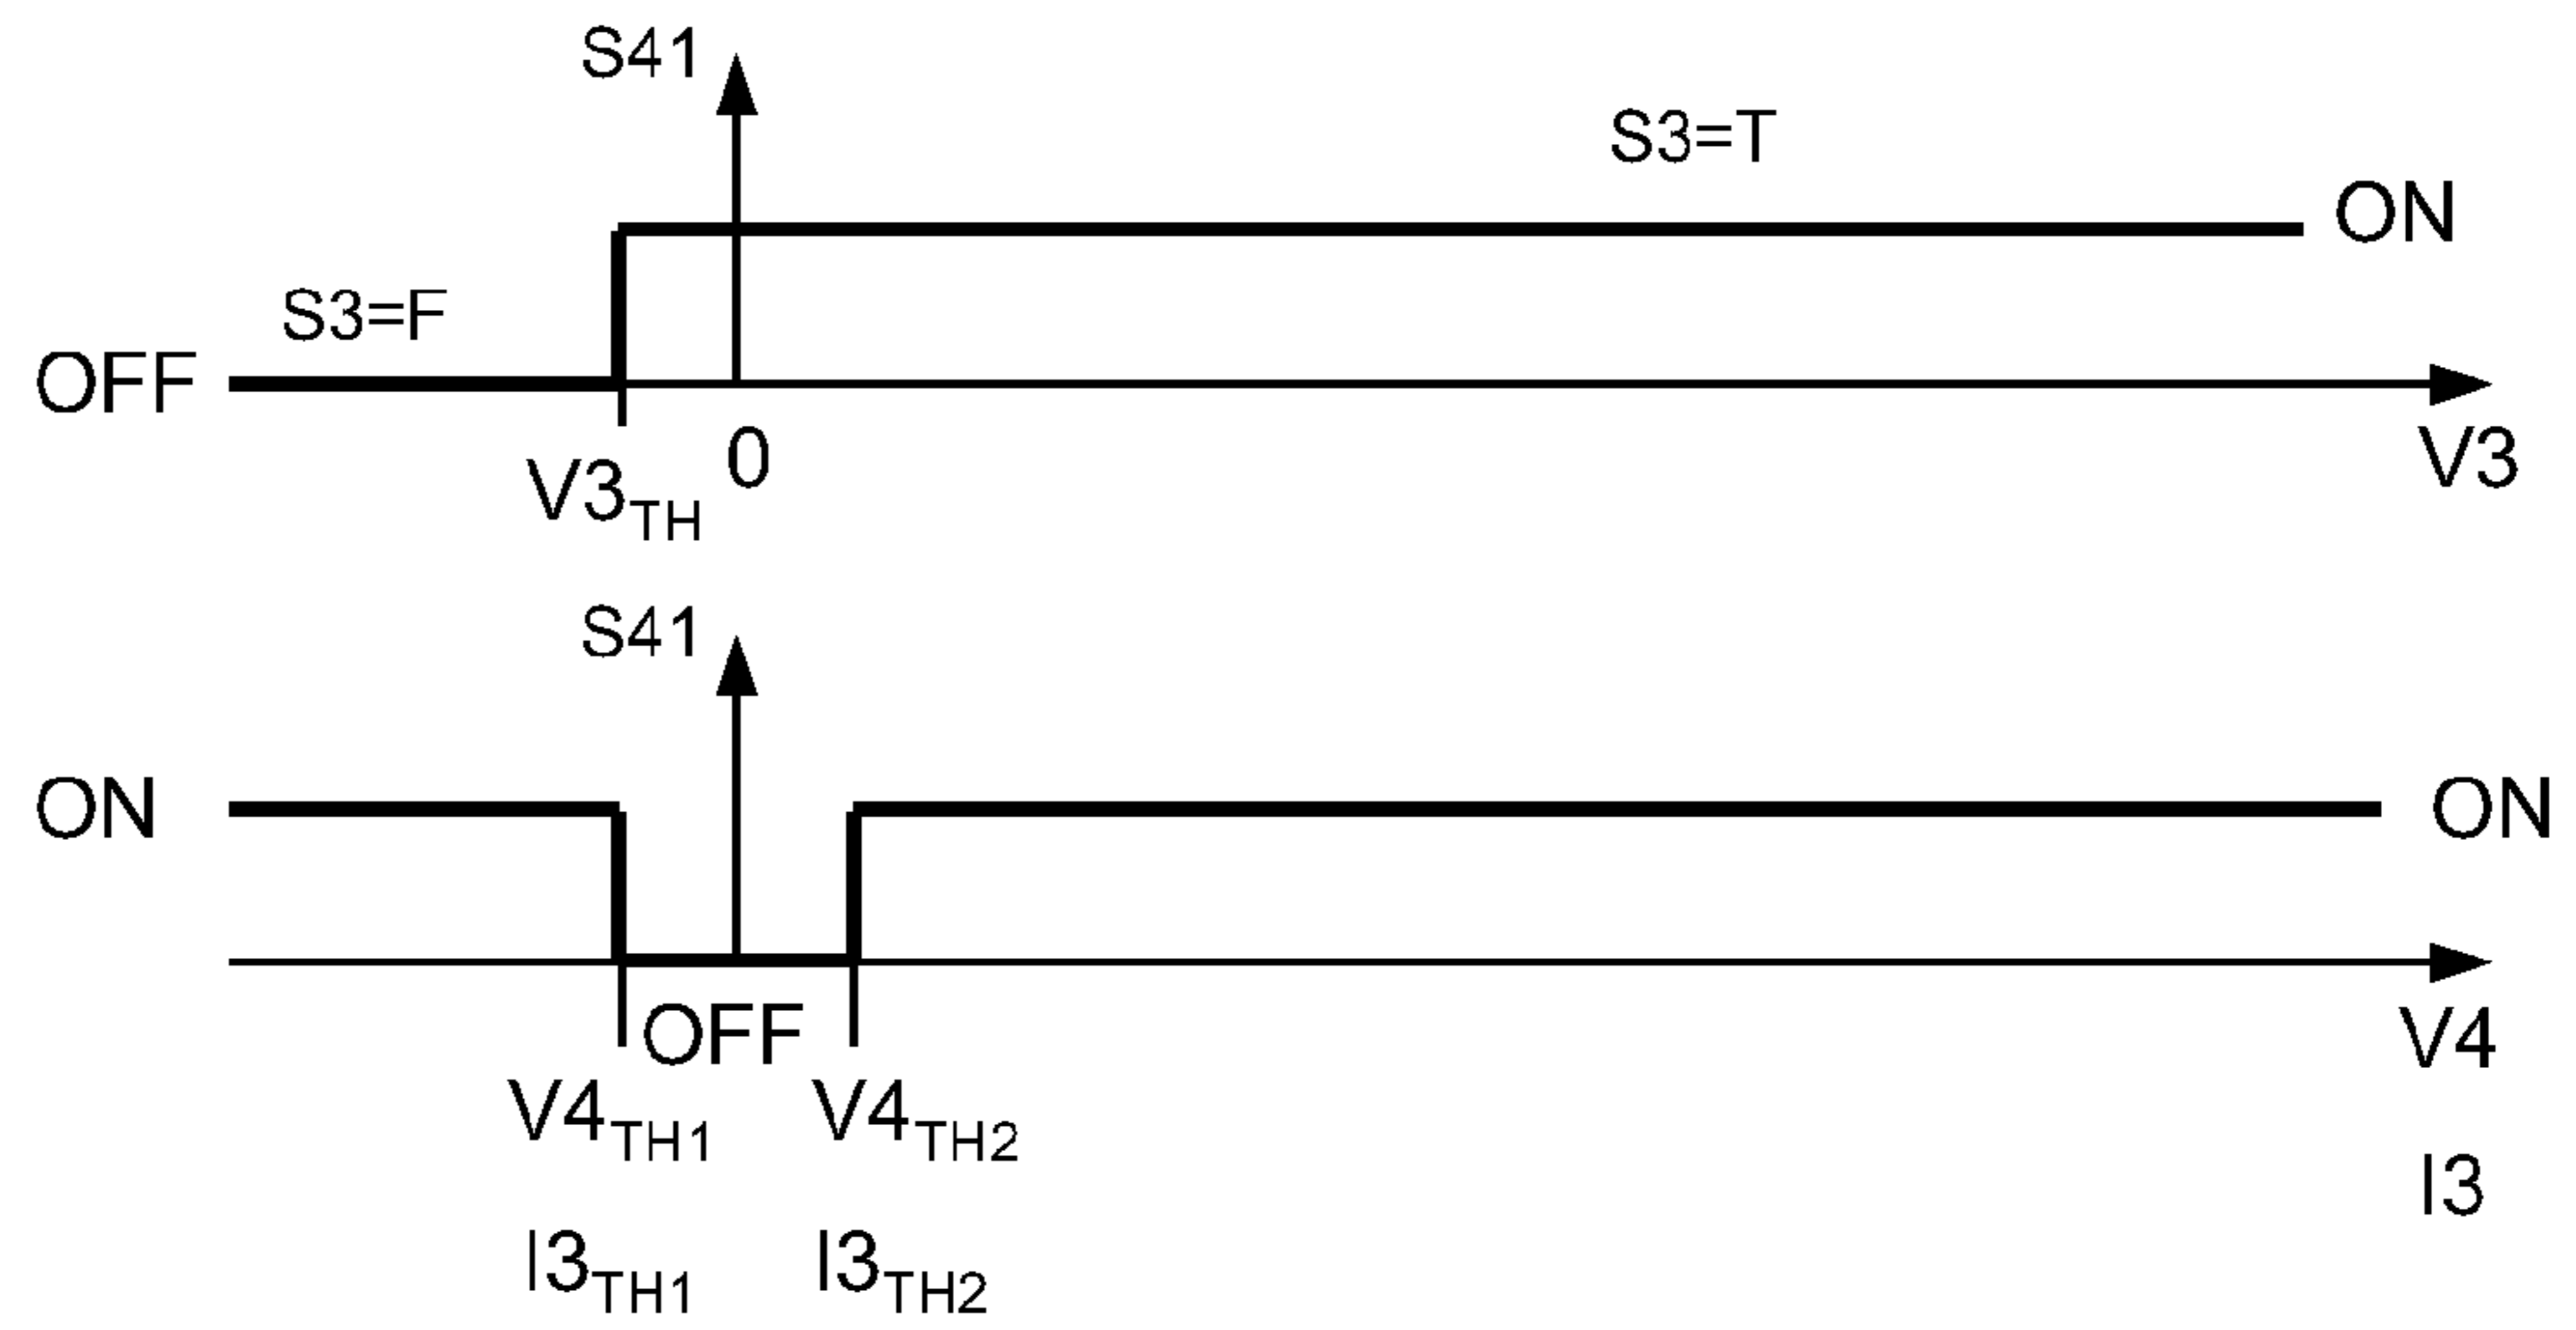 S41
S3=T
ON
S3=F
OFF
V3TH
0
V3
S41
ON
ON
OFF
V4
V4TH1
V4TH2
I3
I3TH1
I3TH2